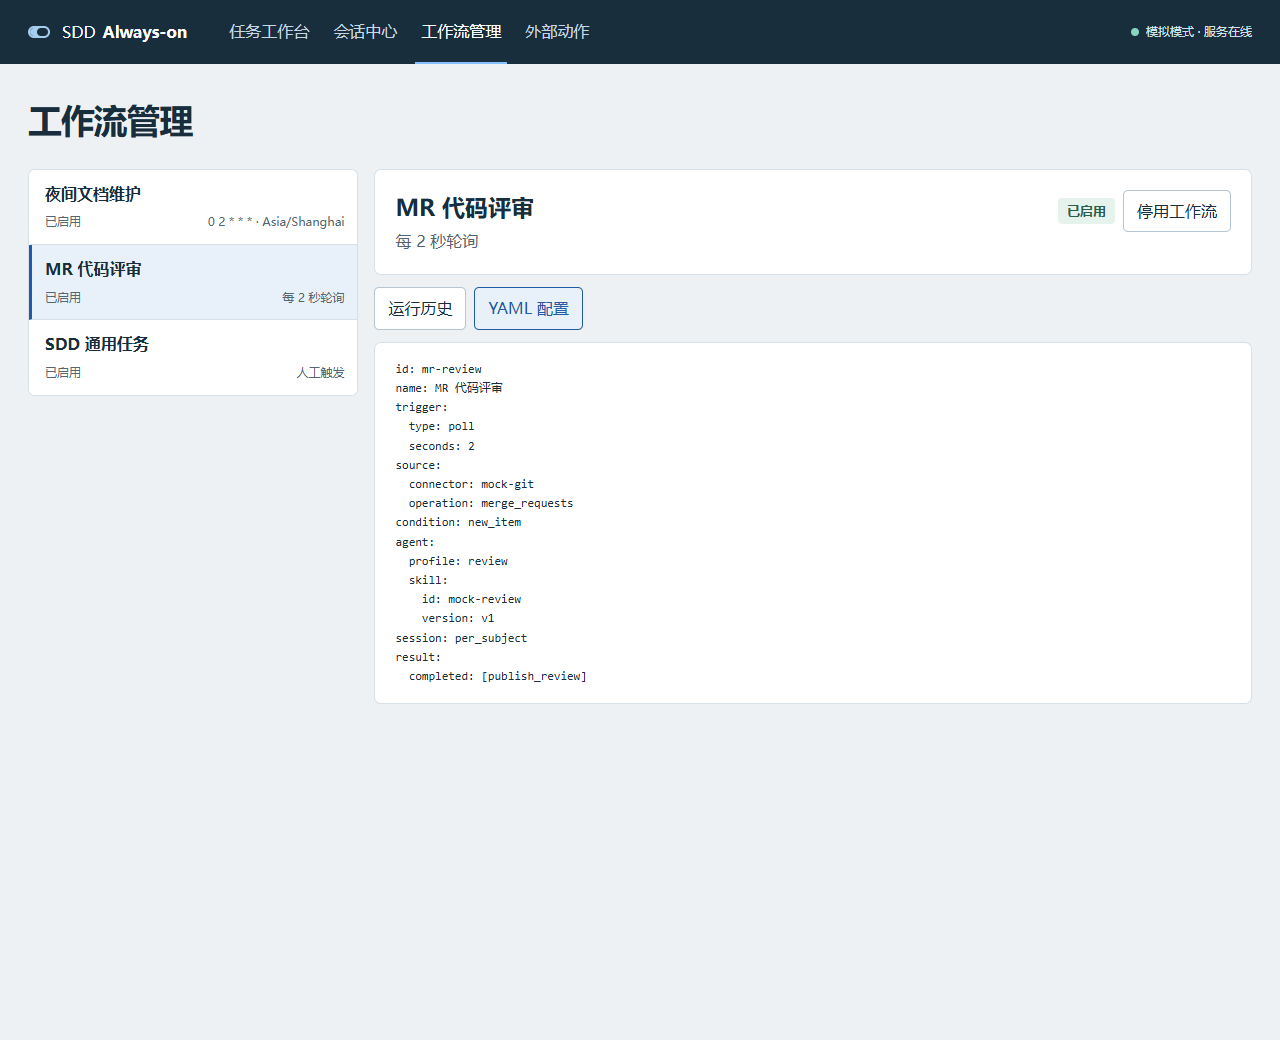 SDD Always-on
任务工作台
会话中心
工作流管理
外部动作
模拟模式 · 服务在线
工作流管理
夜间文档维护
已启用
0 2 * * * · Asia/Shanghai
MR 代码评审
已启用
每 2 秒轮询
SDD 通用任务
已启用
人工触发
MR 代码评审
每 2 秒轮询
已启用
停用工作流
运行历史
YAML 配置
id: mr-review
name: MR 代码评审
trigger:
  type: poll
  seconds: 2
source:
  connector: mock-git
  operation: merge_requests
condition: new_item
agent:
  profile: review
  skill:
    id: mock-review
    version: v1
session: per_subject
result:
  completed: [publish_review]